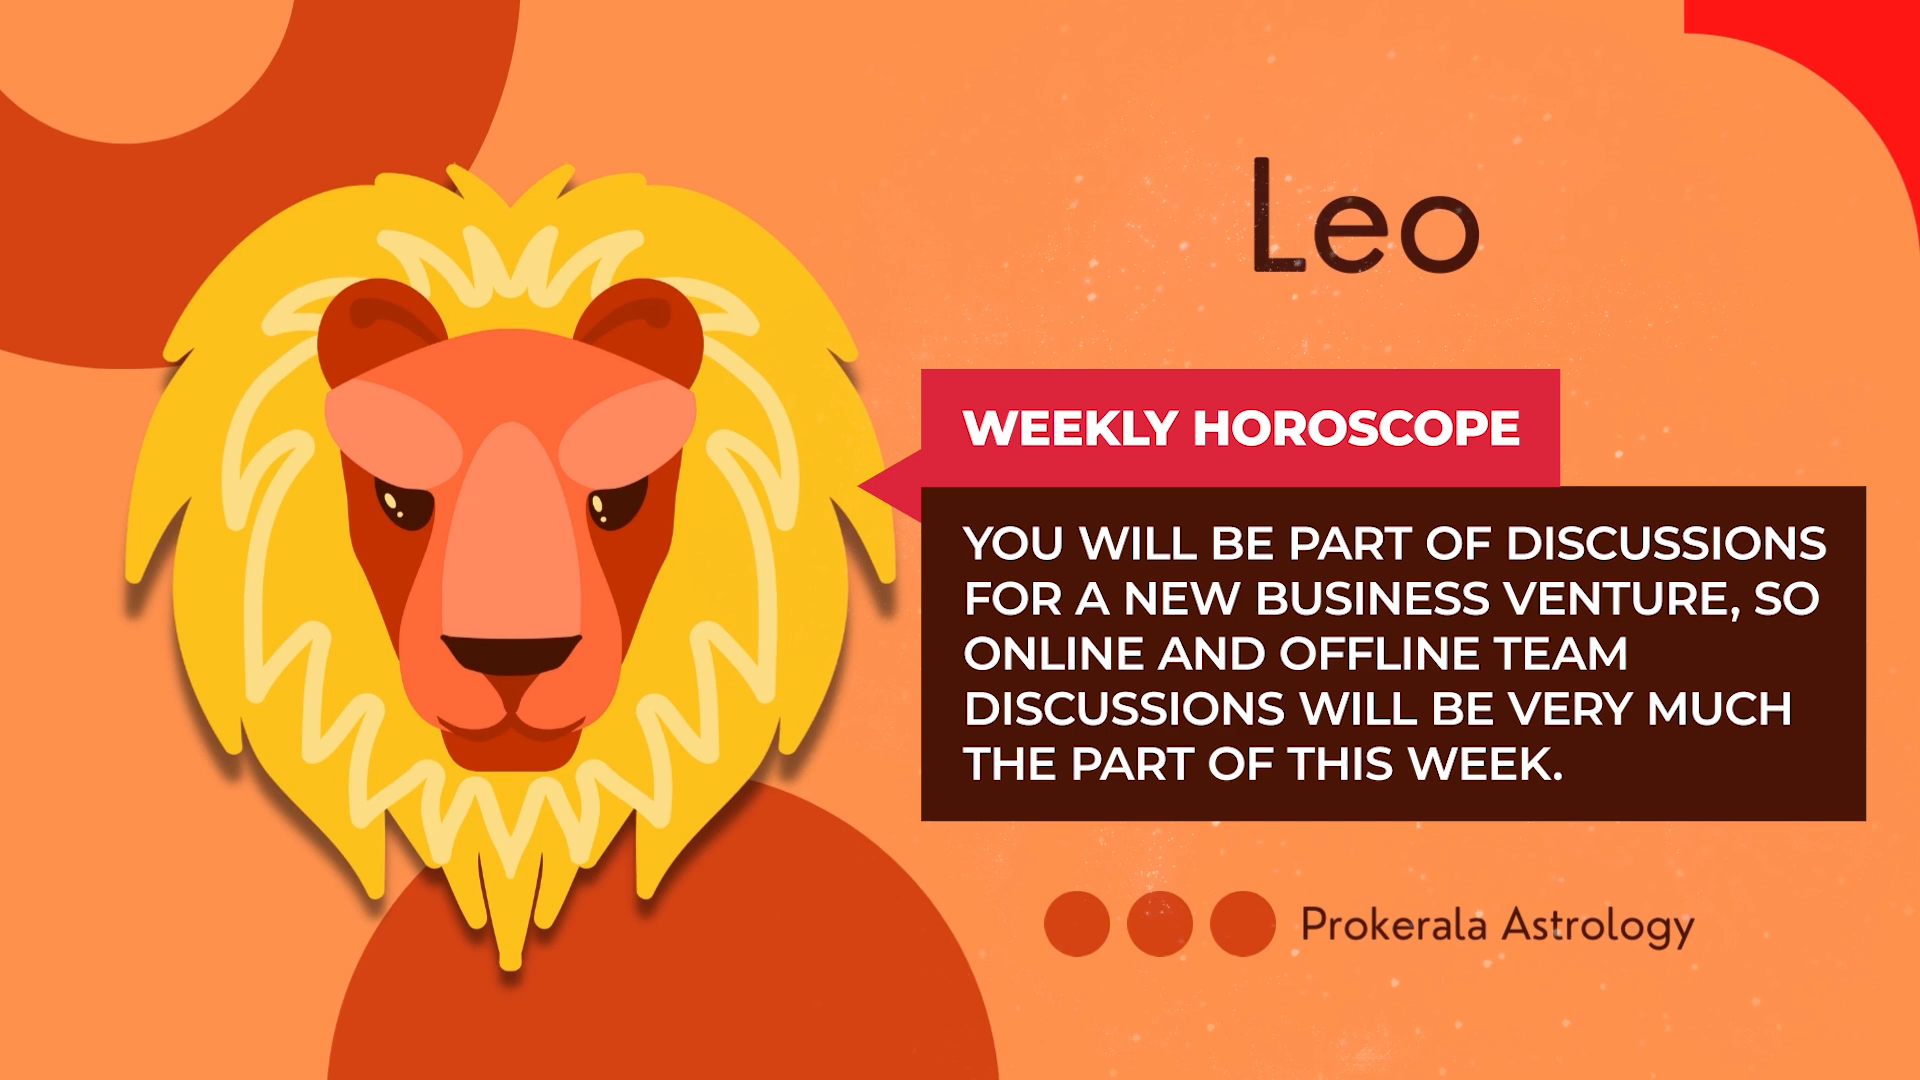 Leo
WEEKLY HOROSCOPE
YOU WILL BE PART OF DISCUSSIONS
FOR A NEW BUSINESS VENTURE, SO
ONLINE AND OFFLINE TEAM
DISCUSSIONS WILL BE VERY MUCH
THE PART OF THIS WEEK.
Prokerala Astrology